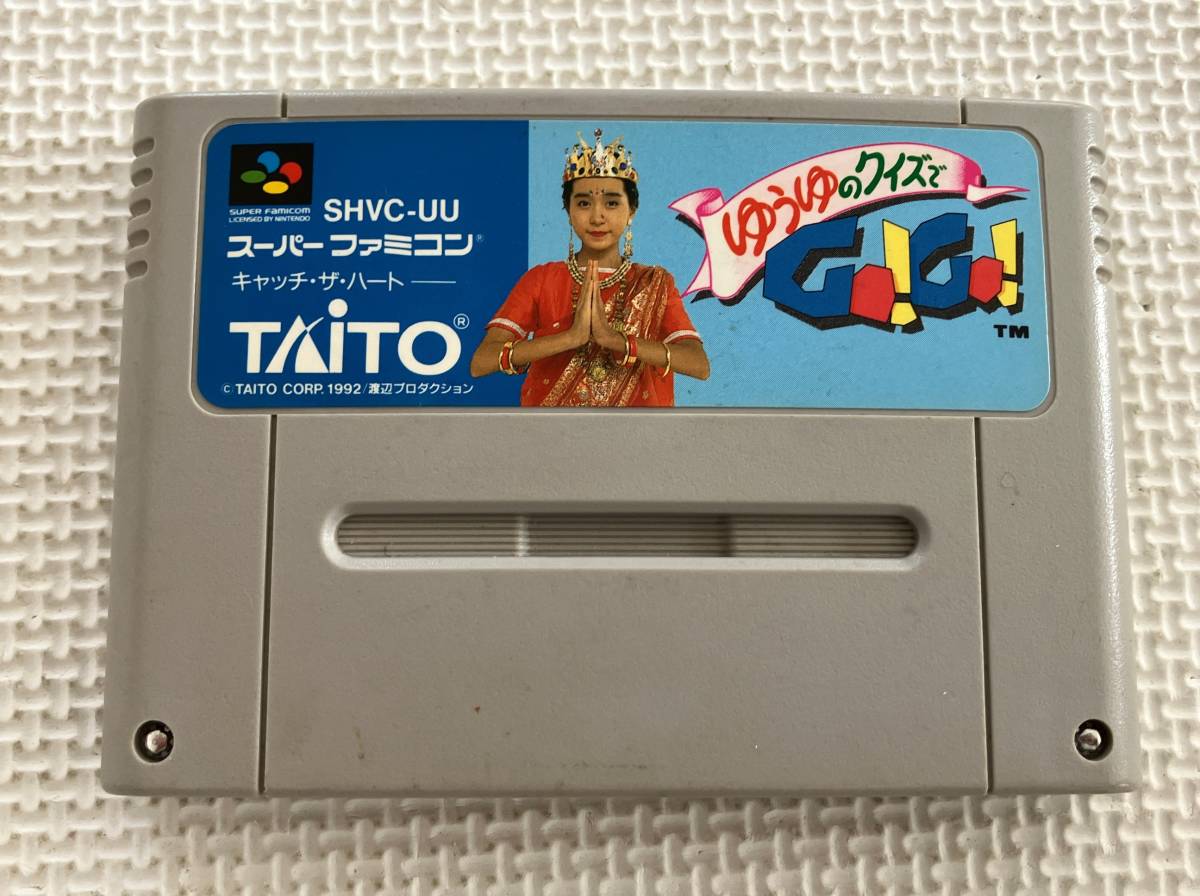 SUPER FAMICOM
LICENSED BY NINTENDO
SHVC-UU
スーパーファミコン®
キャッチ・ザ・ハート
TAITO®
© TAITO CORP. 1992/渡辺プロダクション
ゆうゆのクイズで
GO!GO!
TM